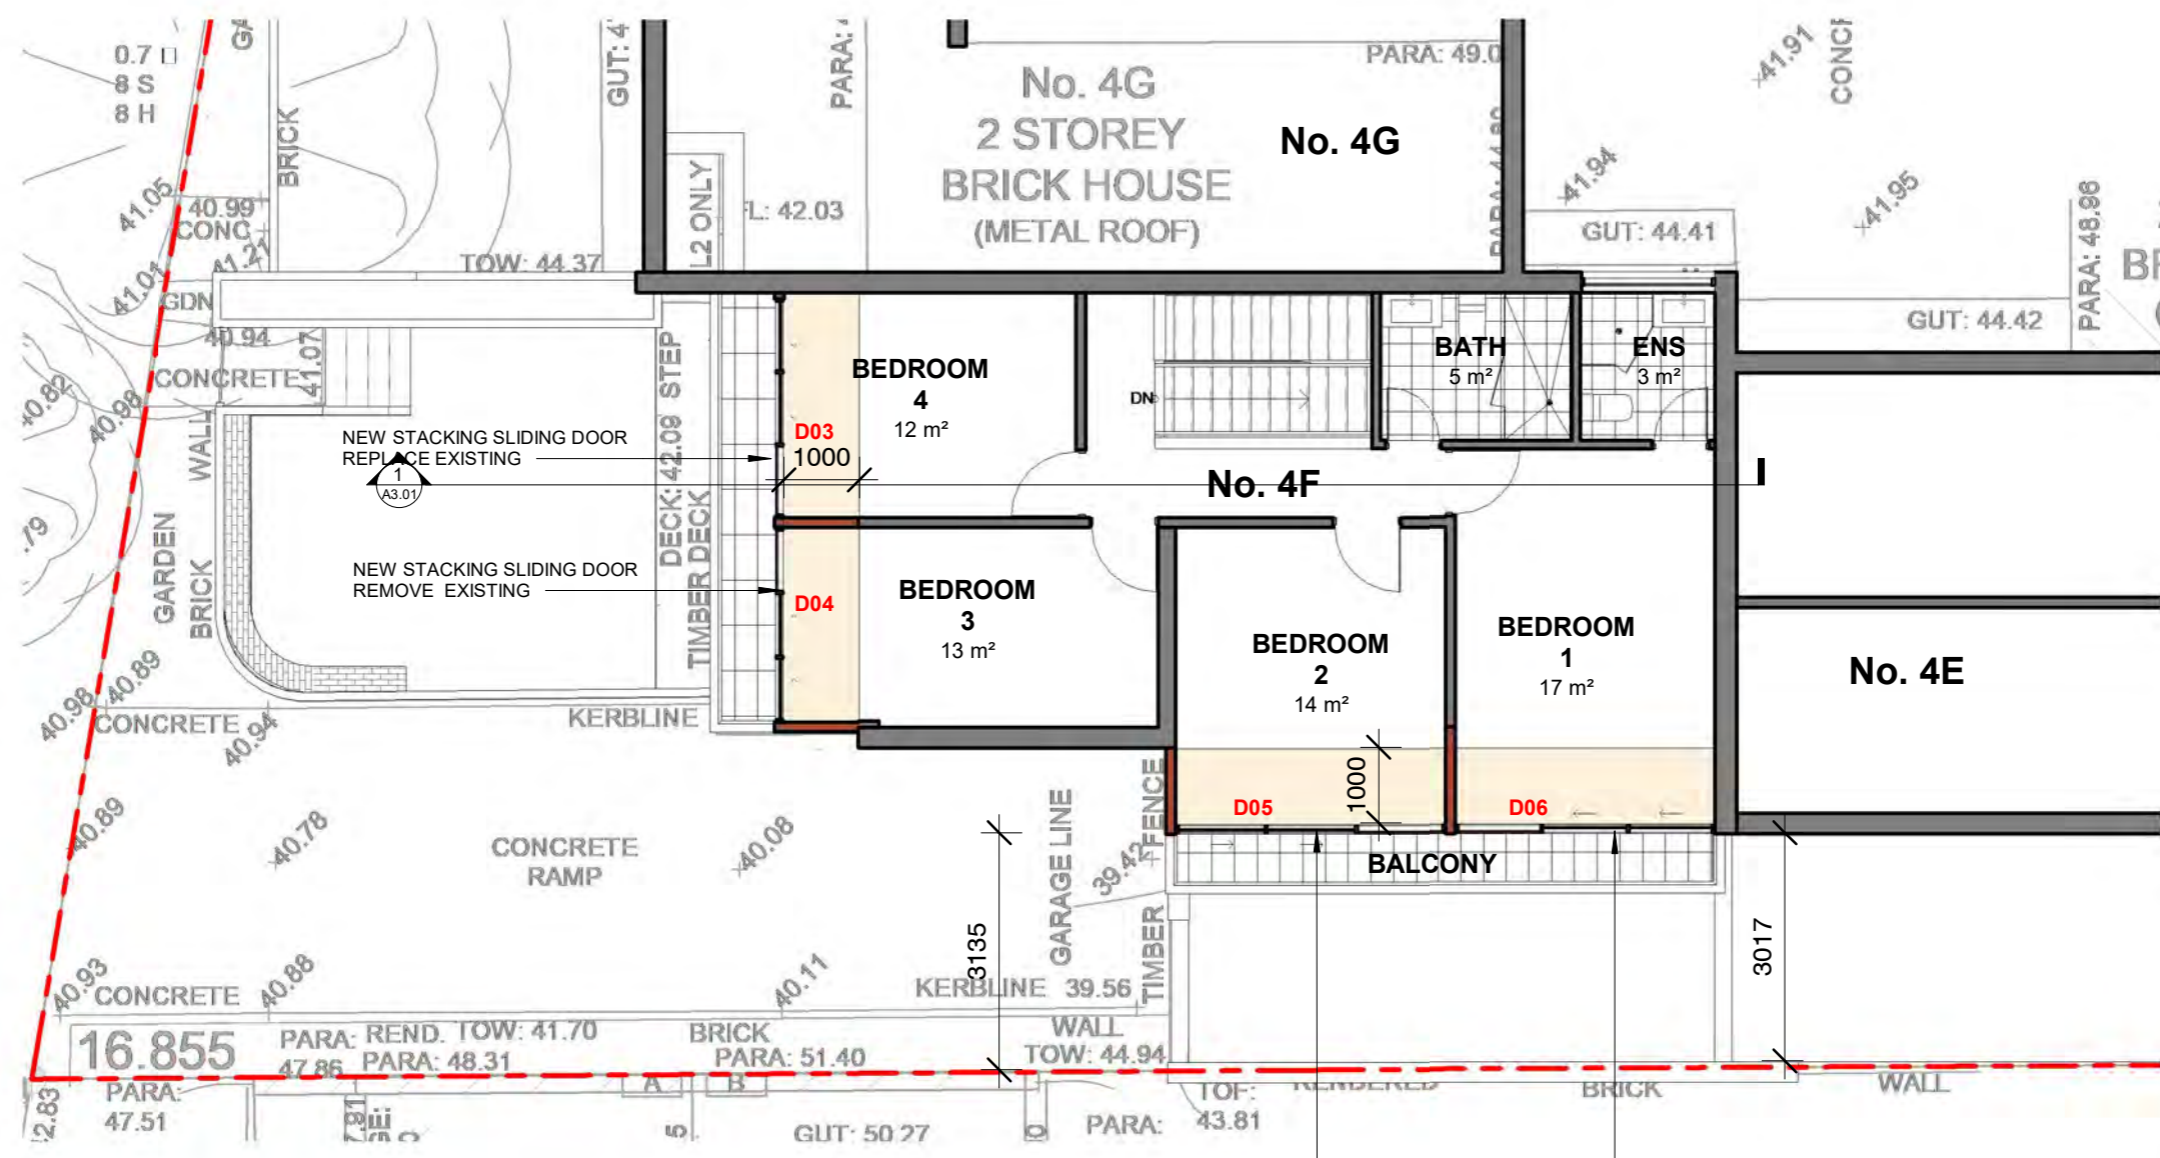 0.7
8 S
8 H
BRICK
GUT: 4
PARA:
No. 4G
2 STOREY
BRICK HOUSE
(METAL ROOF)
No. 4G
PARA: 49.0
PARA: 44.80
41.91
41.94
41.95
GUT: 44.41
PARA: 48.98
GUT: 44.42
41.05
40.99
CONC
41.21
41.01
GDN
40.94
41.07
TOW: 44.37
L2 ONLY
FL: 42.03
CONCRETE
40.82
40.98
WALL
GARDEN
BRICK
.79
NEW STACKING SLIDING DOOR
REPLACE EXISTING
1
A3.01
NEW STACKING SLIDING DOOR
REMOVE EXISTING
DECK: 42.09 STEP
TIMBER DECK
BEDROOM
4
12 m²
D03
1000
BATH
5 m²
ENS
3 m²
DN
No. 4F
D04
BEDROOM
3
13 m²
BEDROOM
2
14 m²
BEDROOM
1
17 m²
No. 4E
40.98
40.89
CONCRETE
40.94
KERBLINE
40.89
40.78
CONCRETE
RAMP
40.08
GARAGE LINE
39.42
FENCE
TIMBER
D05
1000
D06
BALCONY
3135
3017
40.93
CONCRETE
40.88
40.11
KERBLINE 39.56
16.855
PARA:
47.86
REND. TOW: 41.70
PARA: 48.31
BRICK
PARA: 51.40
WALL
TOW: 44.94
PARA:
47.51
A
B
GUT: 50.27
PARA:
TOF:
43.81
RENDERED
BRICK
WALL
2.83